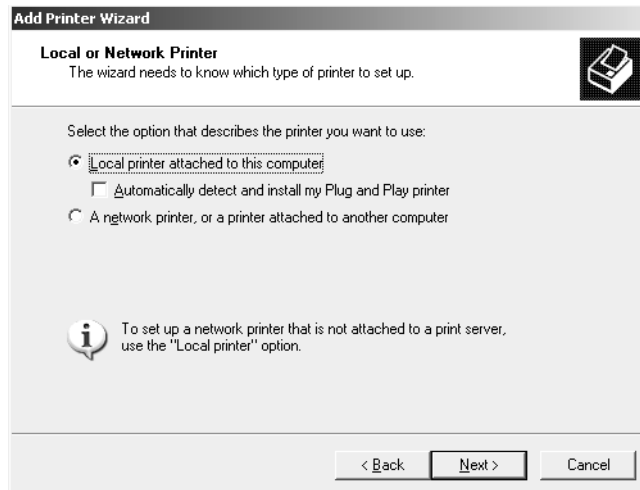 Add Printer Wizard
Local or Network Printer
The wizard needs to know which type of printer to set up.
Select the option that describes the printer you want to use:
Local printer attached to this computer
Automatically detect and install my Plug and Play printer
A network printer, or a printer attached to another computer
To set up a network printer that is not attached to a print server,
use the "Local printer" option.
< Back
Next >
Cancel